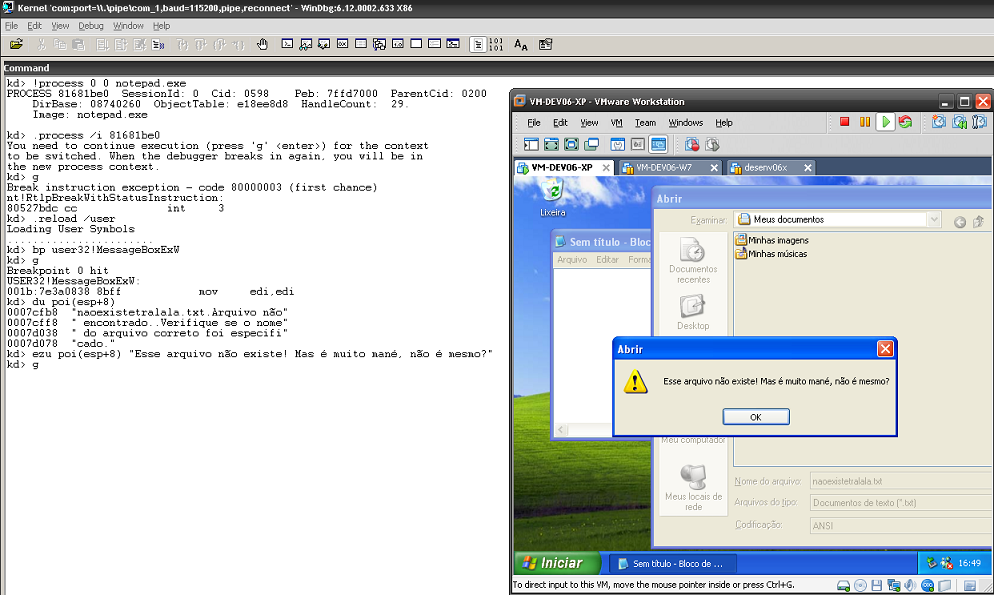 Kernel 'com:port=\\.\pipe\com_1,baud=115200,pipe,reconnect' - WinDbg:6.12.0002.633 X86
File Edit View Debug Window Help
Command
kd> !process 0 0 notepad.exe
PROCESS 81681be0 SessionId: 0 Cid: 0598 Peb: 7ffd7000 ParentCid: 0200
DirBase: 08740260 ObjectTable: e18ee8d8 HandleCount: 29.
Image: notepad.exe
kd> .process /i 81681be0
You need to continue execution (press 'g' <enter>) for the context
to be switched. When the debugger breaks in again, you will be in
the new process context.
kd> g
Break instruction exception - code 80000003 (first chance)
nt!RtlpBreakWithStatusInstruction:
80527bdc cc int 3
kd> .reload /user
Loading User Symbols
.......................
kd> bp user32!MessageBoxExW
kd> g
Breakpoint 0 hit
USER32!MessageBoxExW:
001b:7e3a0838 8bff mov edi,edi
kd> du poi(esp+8)
0007cfb8 "naoexistetralala.txt.Arquivo não"
0007cff8 " encontrado..Verifique se o nome"
0007d038 " do arquivo correto foi especifi"
0007d078 "cado."
kd> ezu poi(esp+8) "Esse arquivo não existe! Mas é muito mané, não é mesmo?"
kd> g
VM-DEV06-XP - VMware Workstation
File Edit View VM Team Windows Help
VM-DEV06-XP VM-DEV06-W7 desenv06x
Lixeira
Sem título - Bloc
Arquivo Editar Forma
Abrir
Examinar: Meus documentos
Minhas imagens
Minhas músicas
Documentos
recentes
Desktop
Abrir
Esse arquivo não existe! Mas é muito mané, não é mesmo?
OK
Meu computador
Meus locais de
rede
Nome do arquivo: naoexistetralala.txt
Arquivos do tipo: Documentos de texto (*.txt)
Codificação: ANSI
Iniciar Sem título - Bloco de ... 16:49
To direct input to this VM, move the mouse pointer inside or press Ctrl+G.